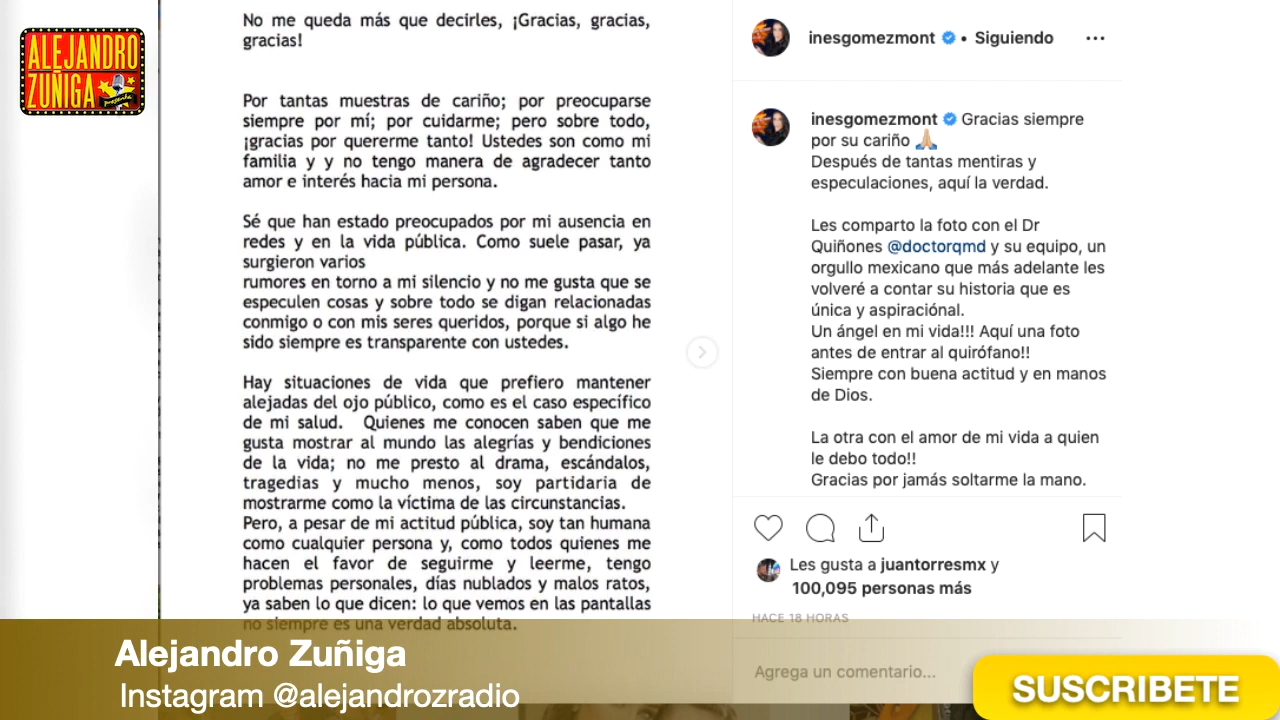 No me queda más que decirles, ¡Gracias, gracias,
gracias!
Por tantas muestras de cariño; por preocuparse
siempre por mí; por cuidarme; pero sobre todo,
¡gracias por quererme tanto! Ustedes son como mi
familia y y no tengo manera de agradecer tanto
amor e interés hacia mi persona.
Sé que han estado preocupados por mi ausencia en
redes y en la vida pública. Como suele pasar, ya
surgieron varios
rumores en torno a mi silencio y no me gusta que se
especulen cosas y sobre todo se digan relacionadas
conmigo o con mis seres queridos, porque si algo he
sido siempre es transparente con ustedes.
Hay situaciones de vida que prefiero mantener
alejadas del ojo público, como es el caso específico
de mi salud. Quienes me conocen saben que me
gusta mostrar al mundo las alegrías y bendiciones
de la vida; no me presto al drama, escándalos,
tragedias y mucho menos, soy partidaria de
mostrarme como la víctima de las circunstancias.
Pero, a pesar de mi actitud pública, soy tan humana
como cualquier persona y, como todos quienes me
hacen el favor de seguirme y leerme, tengo
problemas personales, días nublados y malos ratos,
ya saben lo que dicen: lo que vemos en las pantallas
no siempre es una verdad absoluta.
inesgomezmont • Siguiendo ...
inesgomezmont Gracias siempre
por su cariño 🙏🏼
Después de tantas mentiras y
especulaciones, aquí la verdad.
Les comparto la foto con el Dr
Quiñones @doctorqmd y su equipo, un
orgullo mexicano que más adelante les
volveré a contar su historia que es
única y aspiraciónal.
Un ángel en mi vida!!! Aquí una foto
antes de entrar al quirófano!!
Siempre con buena actitud y en manos
de Dios.
La otra con el amor de mi vida a quien
le debo todo!!
Gracias por jamás soltarme la mano.
Les gusta a juantorresmx y
100,095 personas más
HACE 18 HORAS
Agrega un comentario...
ALEJANDRO
ZUÑIGA
presenta
Alejandro Zuñiga
Instagram @alejandrozradio
SUSCRIBETE